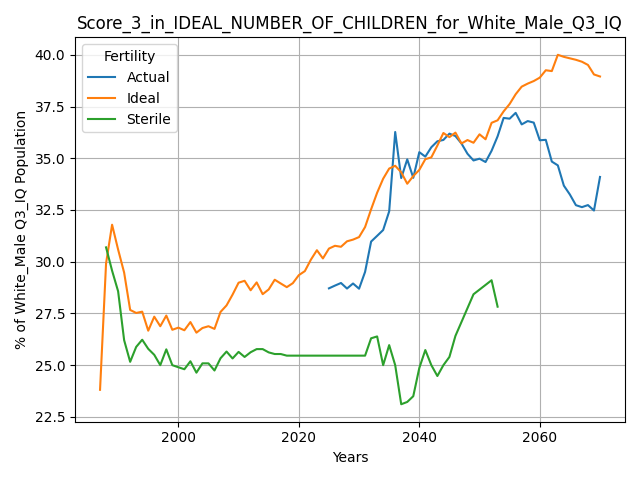 Score_3_in_IDEAL_NUMBER_OF_CHILDREN_for_White_Male_Q3_IQ
Fertility
Actual
Ideal
Sterile
% of White_Male Q3_IQ Population
40.0
37.5
35.0
32.5
30.0
27.5
25.0
22.5
2000
2020
2040
2060
Years